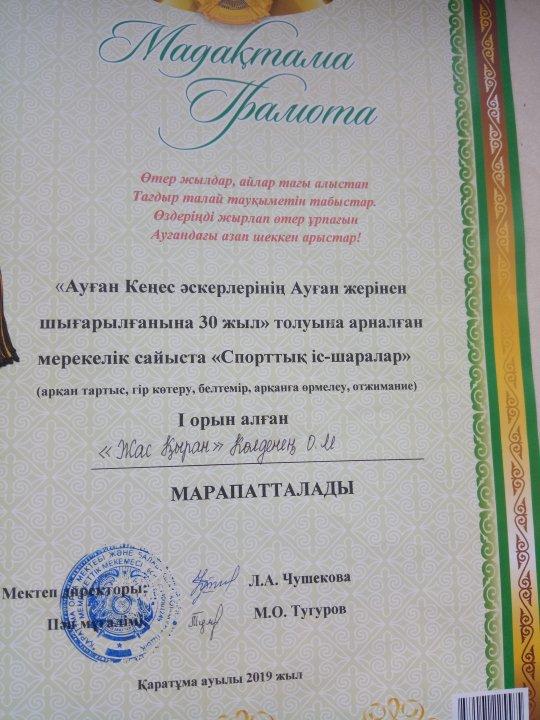 Мадақтама
Грамота
Өтер жылдар, айлар тағы алыстап
Тағдыр талай тауқыметін табыстар.
Өздеріңді жырлап өтер ұрпағын
Ауғандағы азап шеккен арыстар!
«Ауған Кеңес әскерлерінің Ауған жерінен
шығарылғанына 30 жыл» толуына арналған
мерекелік сайыста «Спорттық іс-шаралар»
(арқан тартыс, гір көтеру, белтемір, арқанға өрмелеу, отжимание)
І орын алған
«Жас Қыран» Көлденең О.М
МАРАПАТТАЛАДЫ
Мектеп директоры: Л.А. Чушекова
Пән мұғалімі: М.О. Тугуров
Қаратұма ауылы 2019 жыл